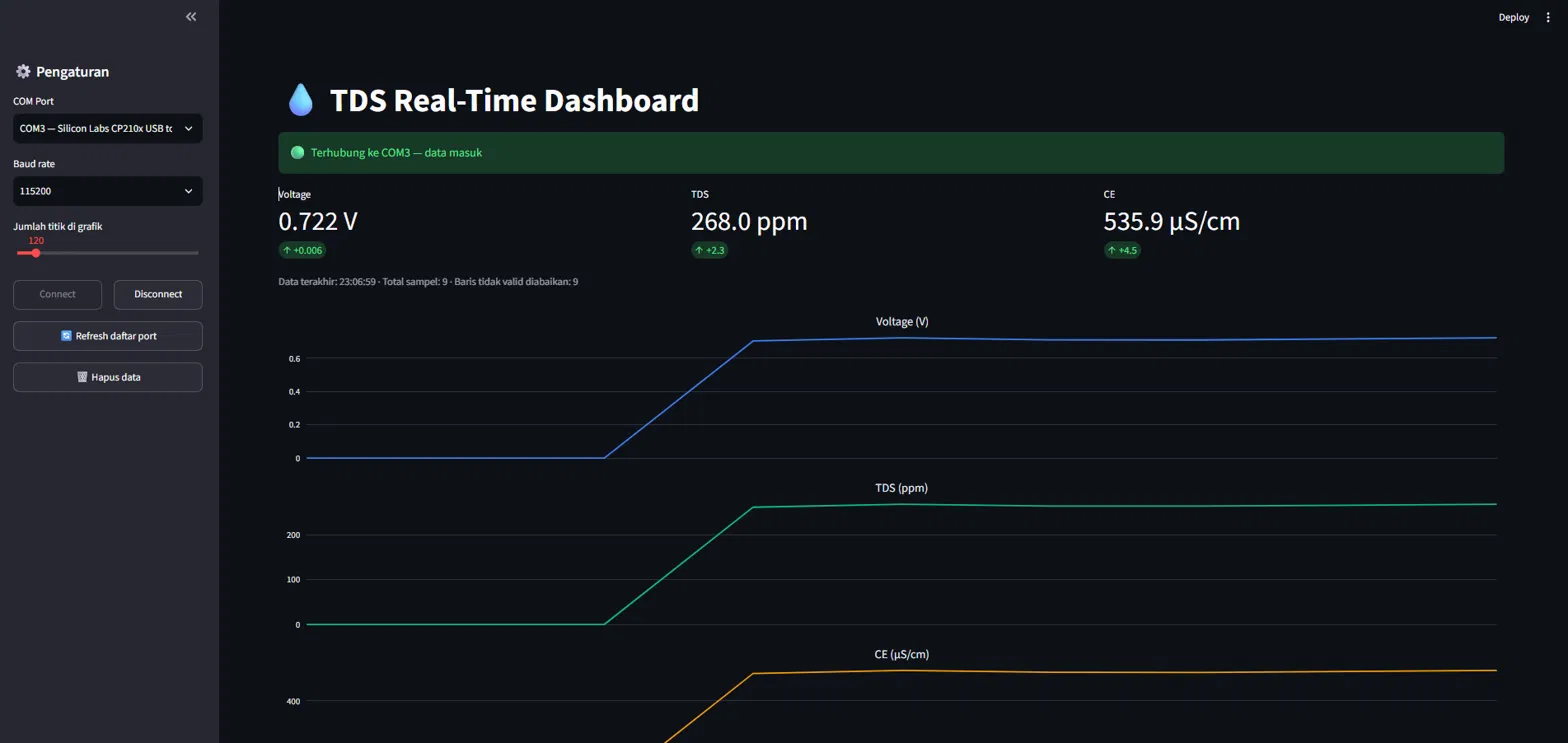 Deploy
Pengaturan
COM Port
COM3 — Silicon Labs CP210x USB to
Baud rate
115200
Jumlah titik di grafik
120
Connect
Disconnect
Refresh daftar port
Hapus data
TDS Real-Time Dashboard
Terhubung ke COM3 — data masuk
Voltage
0.722 V
↑ +0.006
TDS
268.0 ppm
↑ +2.3
CE
535.9 µS/cm
↑ +4.5
Data terakhir: 23:06:59 · Total sampel: 9 · Baris tidak valid diabaikan: 9
Voltage (V)
0.6
0.4
0.2
0
TDS (ppm)
200
100
0
CE (µS/cm)
400